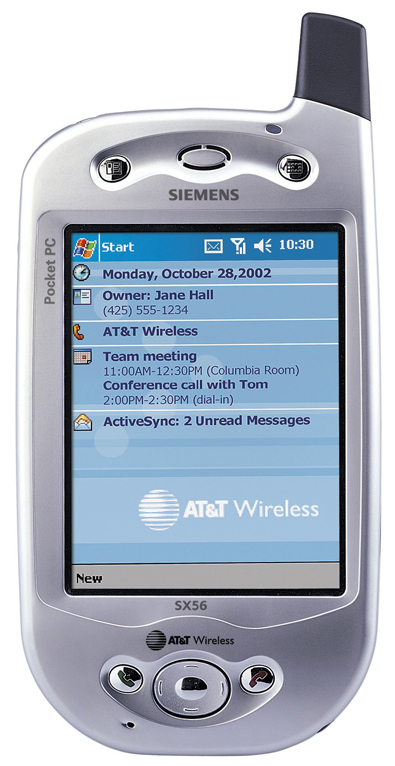 SIEMENS
Pocket PC
Start 10:30
Monday, October 28,2002
Owner: Jane Hall
(425) 555-1234
AT&T Wireless
Team meeting
11:00AM-12:30PM (Columbia Room)
Conference call with Tom
2:00PM-2:30PM (dial-in)
ActiveSync: 2 Unread Messages
AT&T Wireless
New
SX56
AT&T Wireless